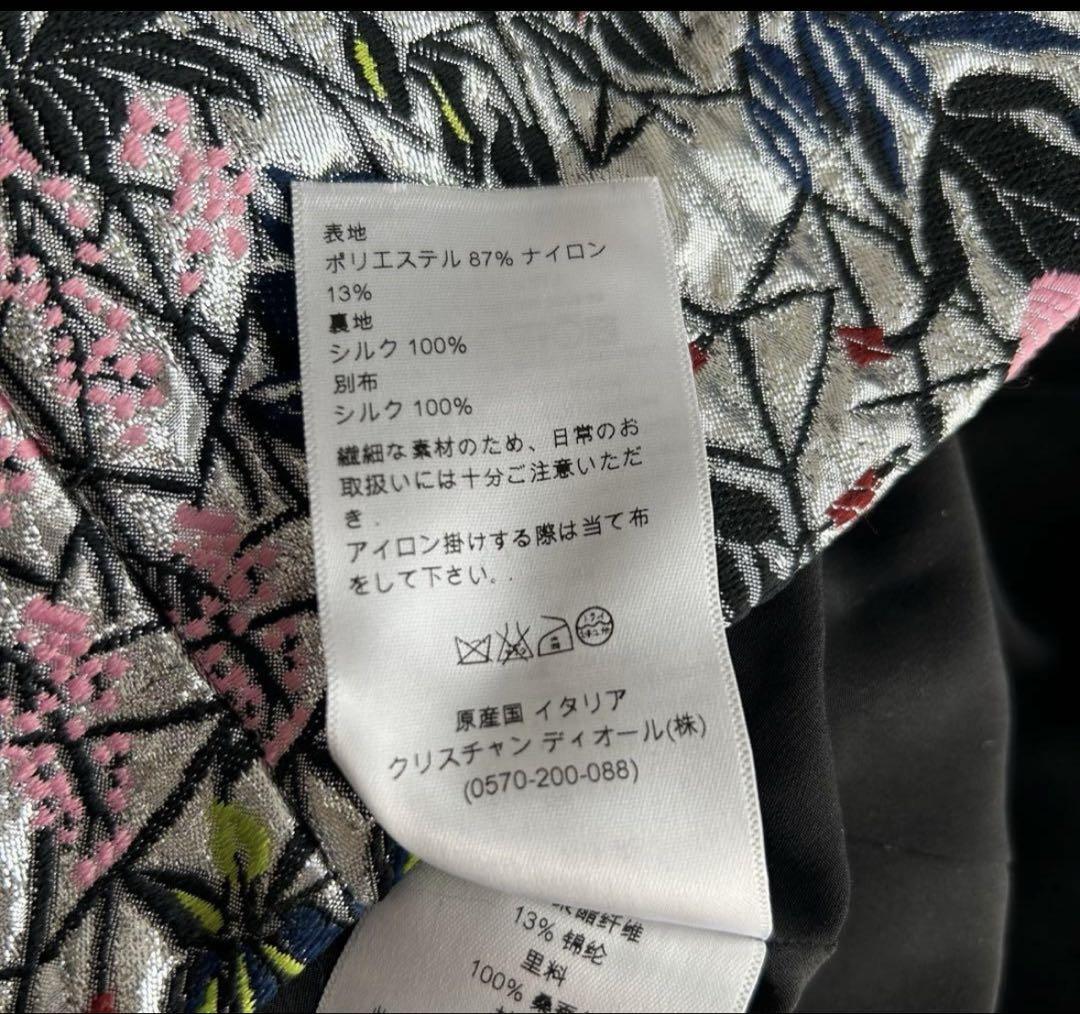 表地
ポリエステル 87% ナイロン
13%
裏地
シルク 100%
別布
シルク 100%
繊細な素材のため、日常のお
取扱いには十分ご注意いただ
き .
アイロン掛けする際は当て布
をして下さい。.
原産国 イタリア
クリスチャン ディオール(株)
(0570-200-088)
纤维
13% 锦纶
里料
100% 桑